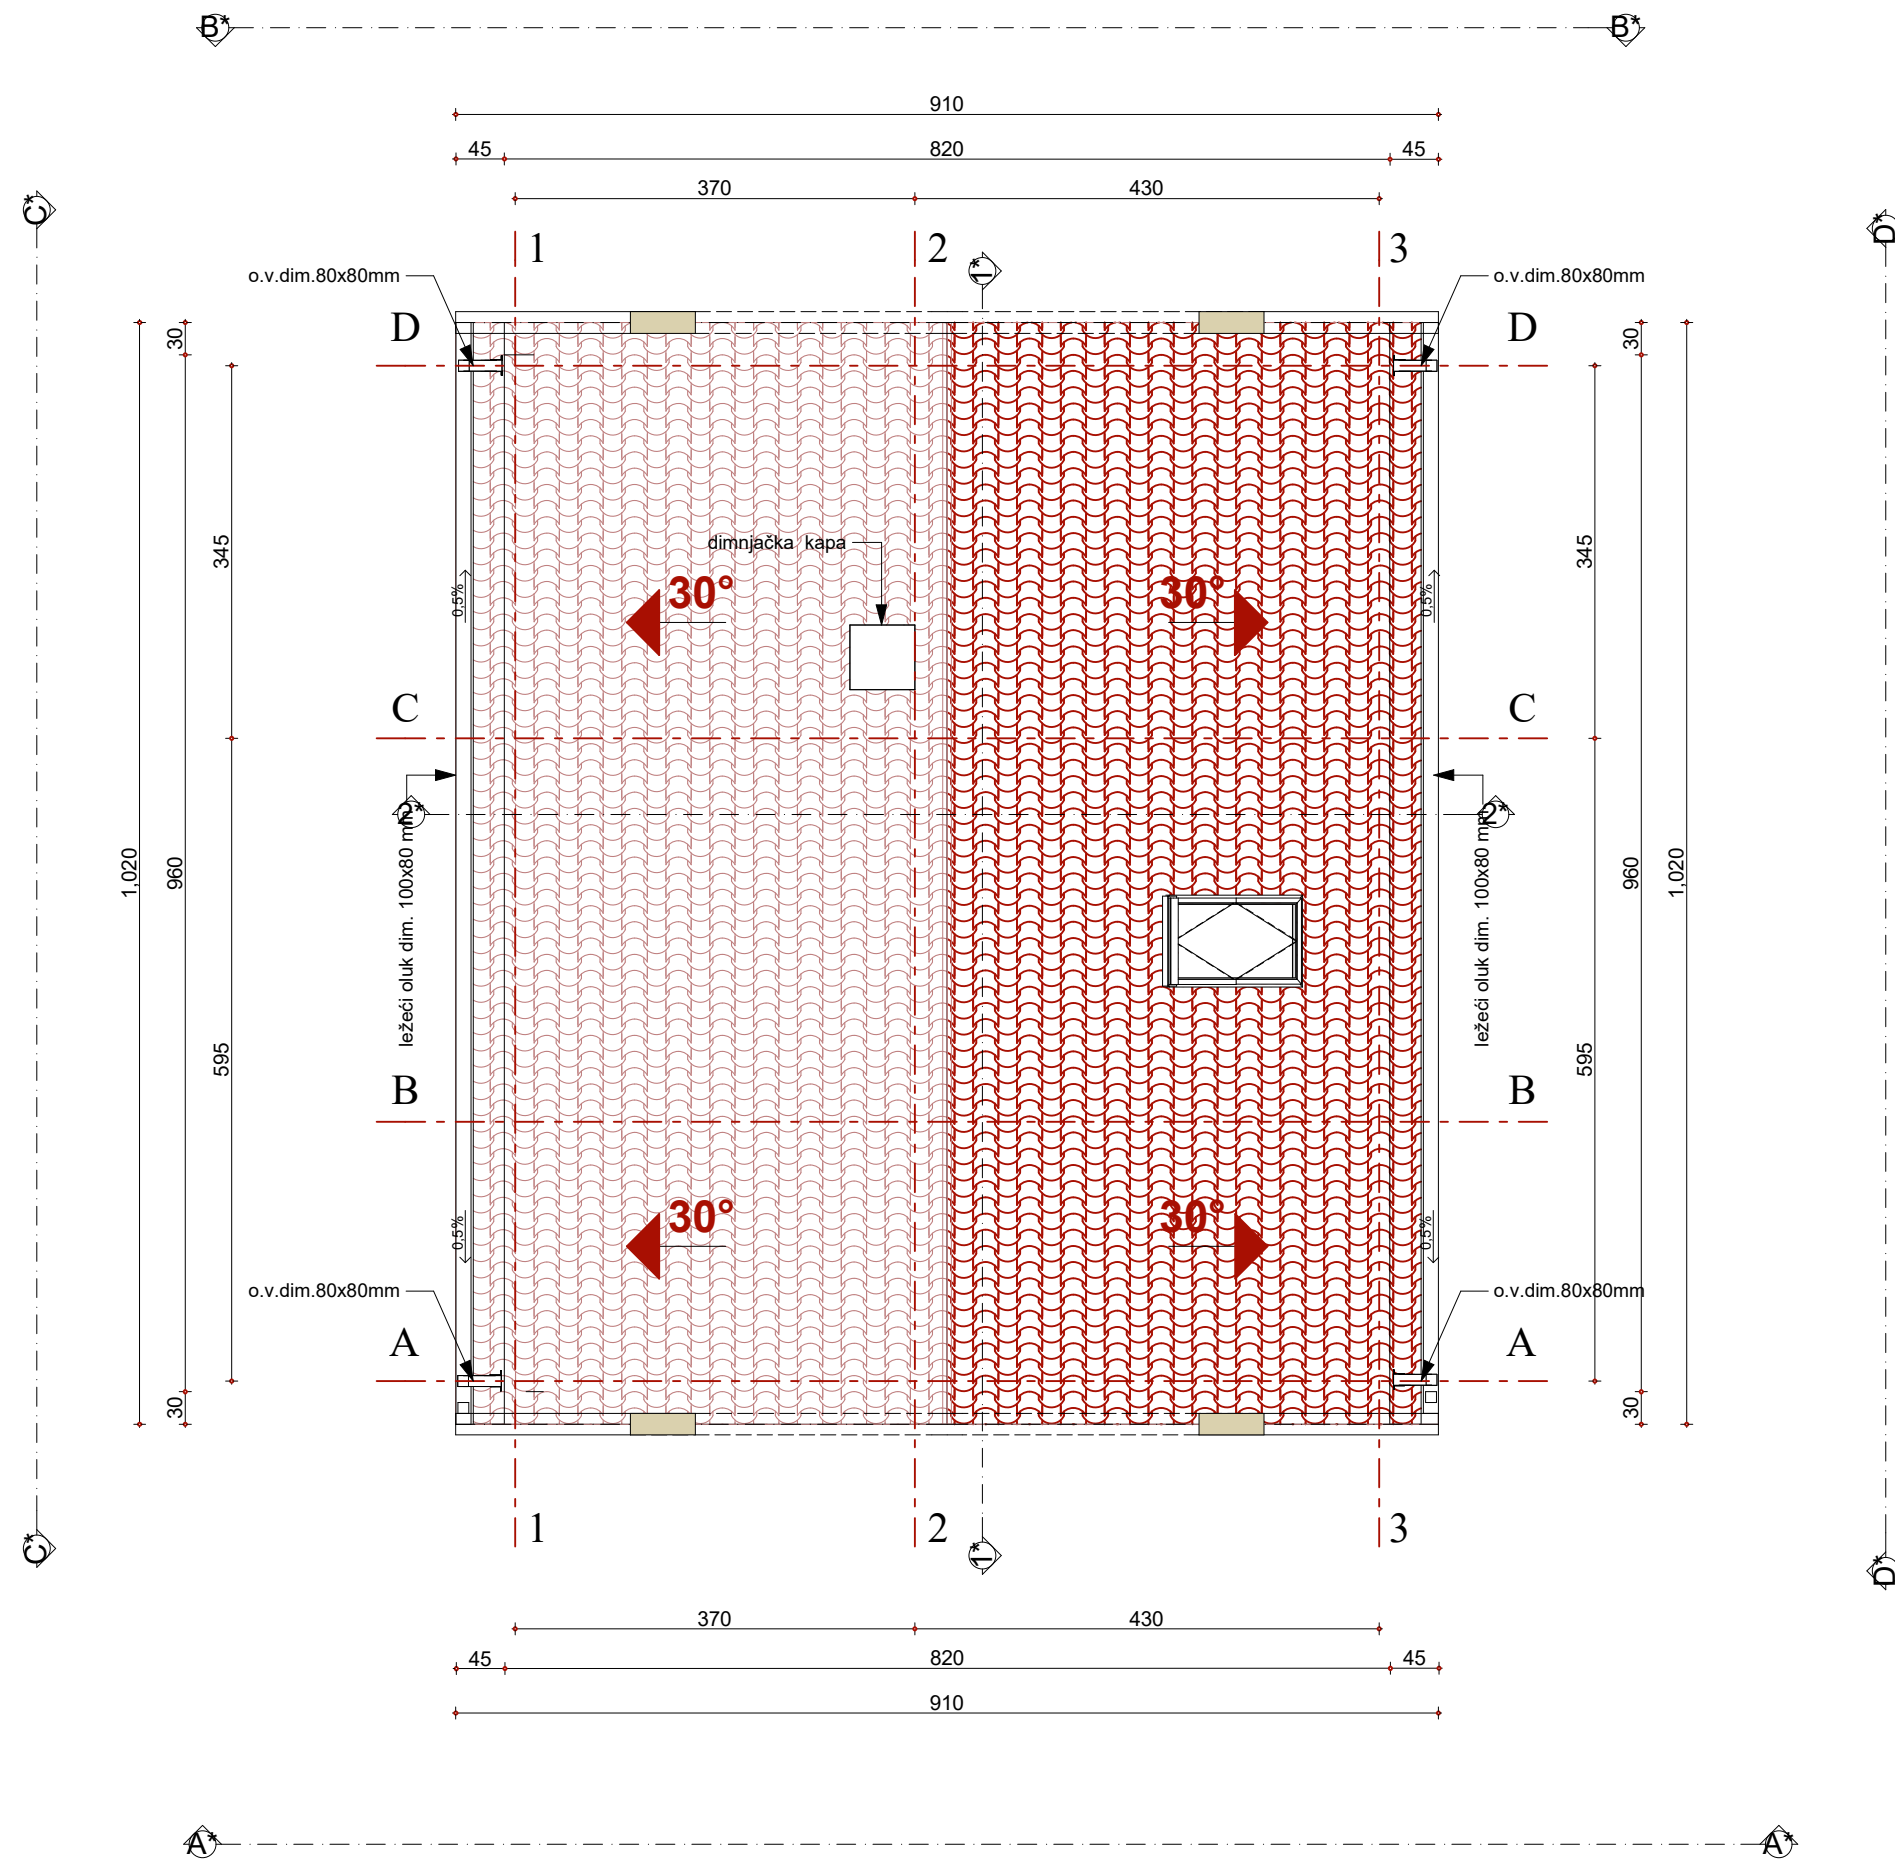 B* B*
910
45 820 45
370 430
C* D*
1 2 3
1*
o.v.dim.80x80mm o.v.dim.80x80mm
D D
30 30
345 345
dimnjačka kapa
30° 30°
0,5% 0,5%
C C
2* 2*
ležeći oluk dim. 100x80 mm ležeći oluk dim. 100x80 mm
1,020 960 960 1,020
595 595
B B
30° 30°
0,5% 0,5%
o.v.dim.80x80mm o.v.dim.80x80mm
A A
30 30
1 2 3
1*
C* D*
370 430
45 820 45
910
A* A*